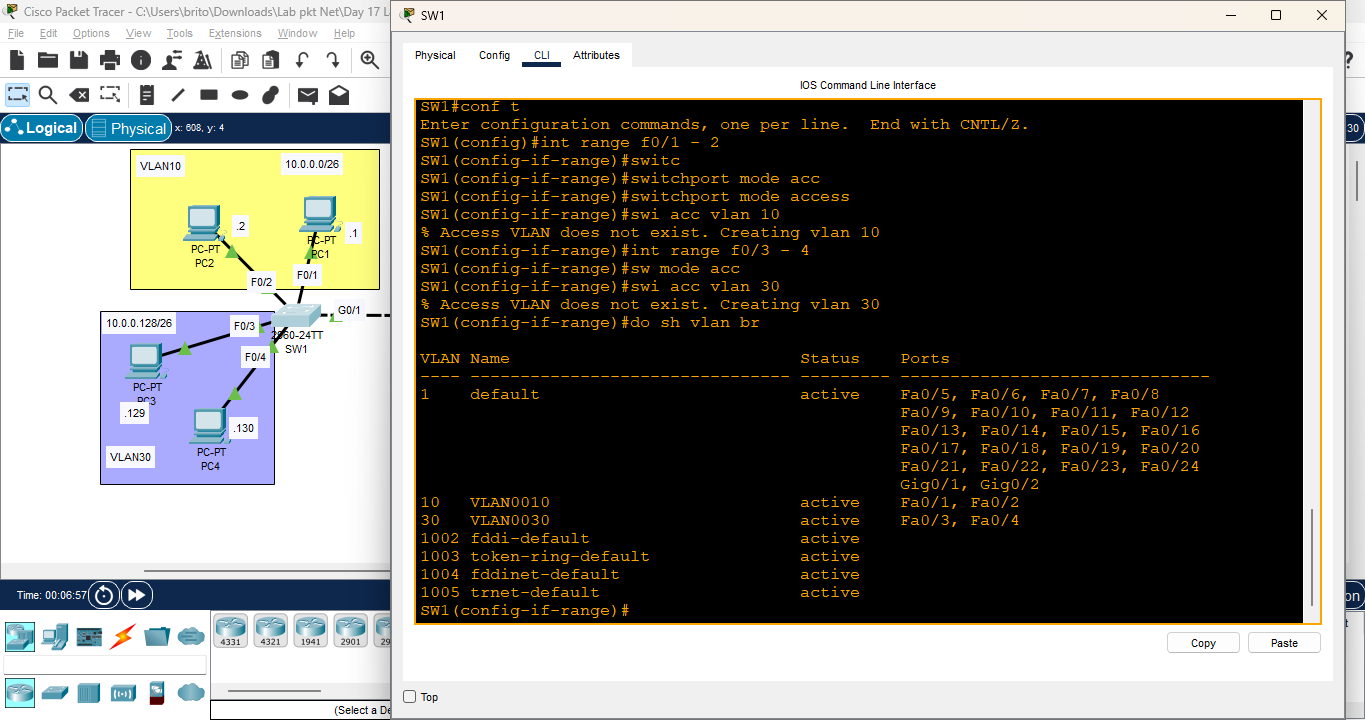 Cisco Packet Tracer - C:\Users\brito\Downloads\Lab pkt Net\Day 17 L
File Edit Options View Tools Extensions Window Help
Logical
Physical
x: 608, y: 4
VLAN10
10.0.0.0/26
.2
.1
PC-PT
PC2
PC-PT
PC1
F0/2
F0/1
10.0.0.128/26
F0/3
G0/1
2960-24TT
SW1
F0/4
PC-PT
PC3
.129
.130
VLAN30
PC-PT
PC4
Time: 00:06:57
4331
4321
1941
2901
29
(Select a De
SW1
Physical Config CLI Attributes
IOS Command Line Interface
SW1#conf t
Enter configuration commands, one per line.  End with CNTL/Z.
SW1(config)#int range f0/1 - 2
SW1(config-if-range)#switc
SW1(config-if-range)#switchport mode acc
SW1(config-if-range)#switchport mode access
SW1(config-if-range)#swi acc vlan 10
% Access VLAN does not exist. Creating vlan 10
SW1(config-if-range)#int range f0/3 - 4
SW1(config-if-range)#sw mode acc
SW1(config-if-range)#swi acc vlan 30
% Access VLAN does not exist. Creating vlan 30
SW1(config-if-range)#do sh vlan br
VLAN Name                             Status    Ports
---- -------------------------------- --------- -------------------------------
1    default                          active    Fa0/5, Fa0/6, Fa0/7, Fa0/8
Fa0/9, Fa0/10, Fa0/11, Fa0/12
Fa0/13, Fa0/14, Fa0/15, Fa0/16
Fa0/17, Fa0/18, Fa0/19, Fa0/20
Fa0/21, Fa0/22, Fa0/23, Fa0/24
Gig0/1, Gig0/2
10   VLAN0010                         active    Fa0/1, Fa0/2
30   VLAN0030                         active    Fa0/3, Fa0/4
1002 fddi-default                     active
1003 token-ring-default               active
1004 fddinet-default                  active
1005 trnet-default                    active
SW1(config-if-range)#
Copy
Paste
Top
?
30
on
t